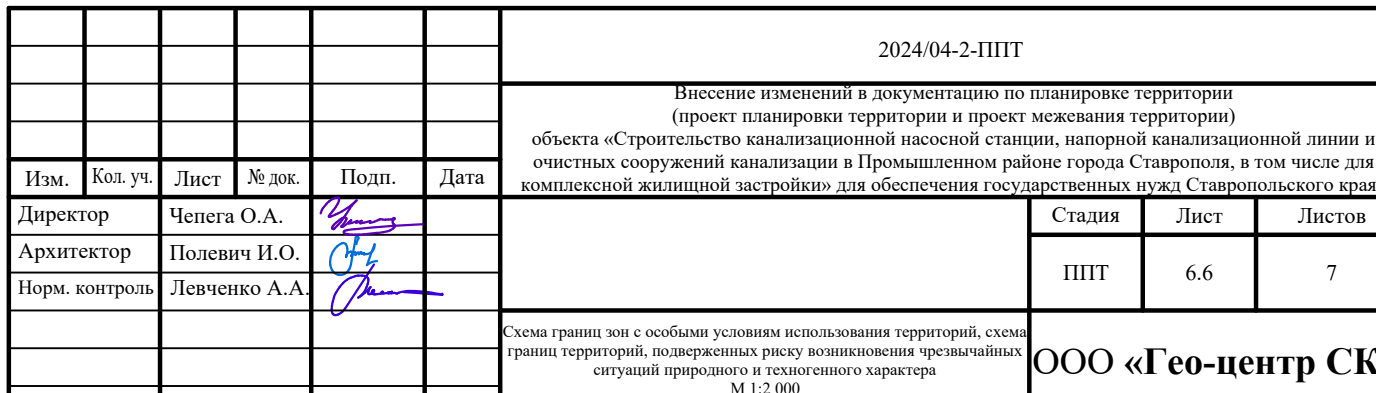 2024/04-2-ППТ
Внесение изменений в документацию по планировке территории
(проект планировки территории и проект межевания территории)
объекта «Строительство канализационной насосной станции, напорной канализационной линии и
очистных сооружений канализации в Промышленном районе города Ставрополя, в том числе для
комплексной жилищной застройки» для обеспечения государственных нужд Ставропольского края
Изм. Кол. уч. Лист № док. Подп. Дата
Директор Чепега О.А. Стадия Лист Листов
Архитектор Полевич И.О. ППТ 6.6 7
Норм. контроль Левченко А.А.
Схема границ зон с особыми условиям использования территорий, схема
границ территорий, подверженных риску возникновения чрезвычайных
ситуаций природного и техногенного характера
М 1:2 000
ООО «Гео-центр СК